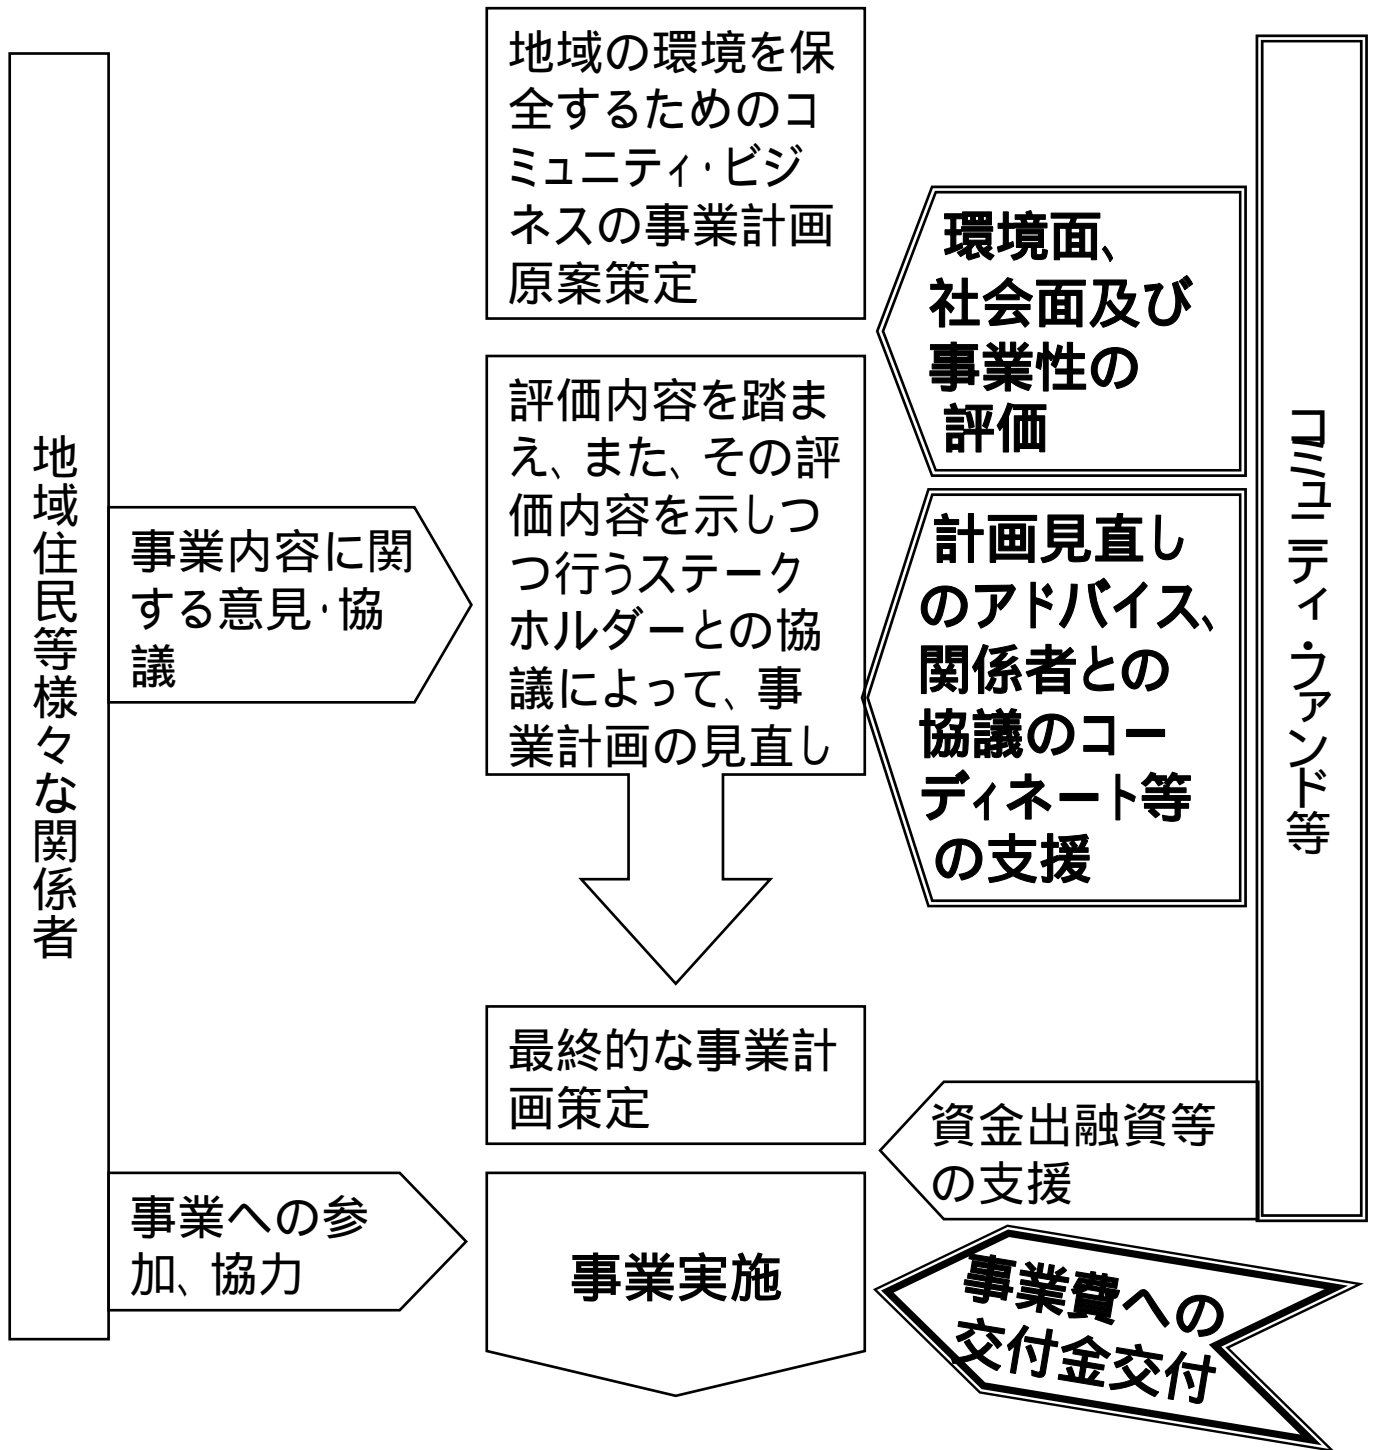 地域の環境を保
全するためのコ
ミュニティ・ビジ
ネスの事業計画
原案策定
環境面、
社会面及び
事業性の
評価
評価内容を踏ま
え、また、その評
価内容を示しつ
つ行うステーク
ホルダーとの協
議によって、事
業計画の見直し
地域住民等様々な関係者
事業内容に関
する意見・協
議
計画見直し
のアドバイス、
関係者との
協議のコー
ディネート等
の支援
コミュニティ・ファンド等
最終的な事業計
画策定
資金出融資等
の支援
事業への参
加、協力
事業実施
事業費への
交付金交付